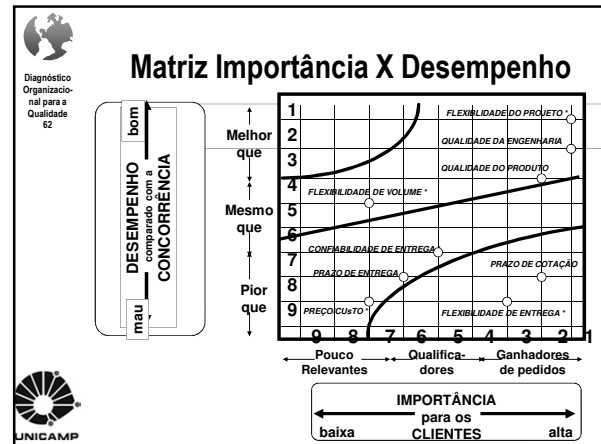 Diagnóstico
Organizacio-
nal para a
Qualidade
62
Matriz Importância X Desempenho
bom
DESEMPENHO
comparado com a
CONCORRÊNCIA
mau
Melhor
que
Mesmo
que
Pior
que
1
2
3
4
5
6
7
8
9
FLEXIBLIDADE DO PROJETO *
QUALIDADE DA ENGENHARIA
QUALIDADE DO PRODUTO
FLEXIBILIDADE DE VOLUME *
CONFIABILIDADE DE ENTREGA
PRAZO DE COTAÇÃO
PRAZO DE ENTREGA
PREÇO/CUsTO *
FLEXIBILIDADE DE ENTREGA *
9 8 7 6 5 4 3 2 1
Pouco
Relevantes
Qualifica-
dores
Ganhadores
de pedidos
IMPORTÂNCIA
para os
baixa CLIENTES alta
UNICAMP